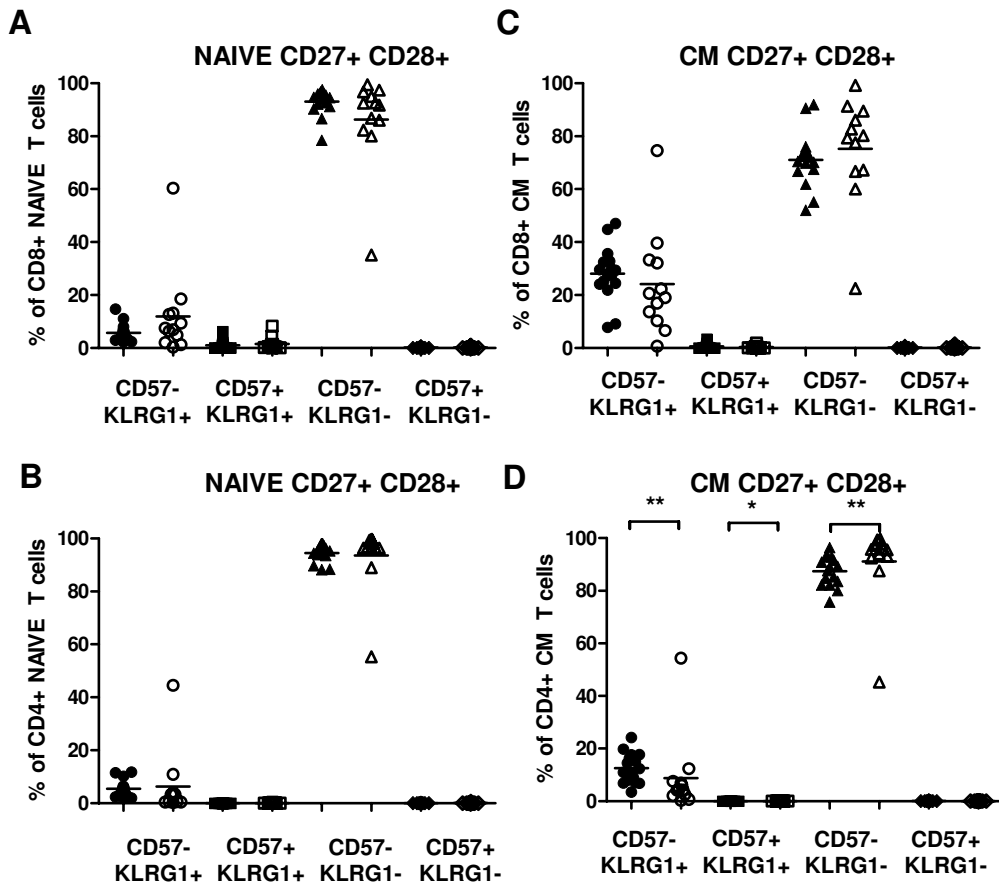 A
NAIVE CD27+ CD28+
% of CD8+ NAIVE T cells
100
80
60
40
20
0
CD57- KLRG1+
CD57+ KLRG1+
CD57- KLRG1-
CD57+ KLRG1-
C
CM CD27+ CD28+
% of CD8+ CM T cells
100
80
60
40
20
0
CD57- KLRG1+
CD57+ KLRG1+
CD57- KLRG1-
CD57+ KLRG1-
B
NAIVE CD27+ CD28+
% of CD4+ NAIVE T cells
100
80
60
40
20
0
CD57- KLRG1+
CD57+ KLRG1+
CD57- KLRG1-
CD57+ KLRG1-
D
CM CD27+ CD28+
** * **
% of CD4+ CM T cells
100
80
60
40
20
0
CD57- KLRG1+
CD57+ KLRG1+
CD57- KLRG1-
CD57+ KLRG1-